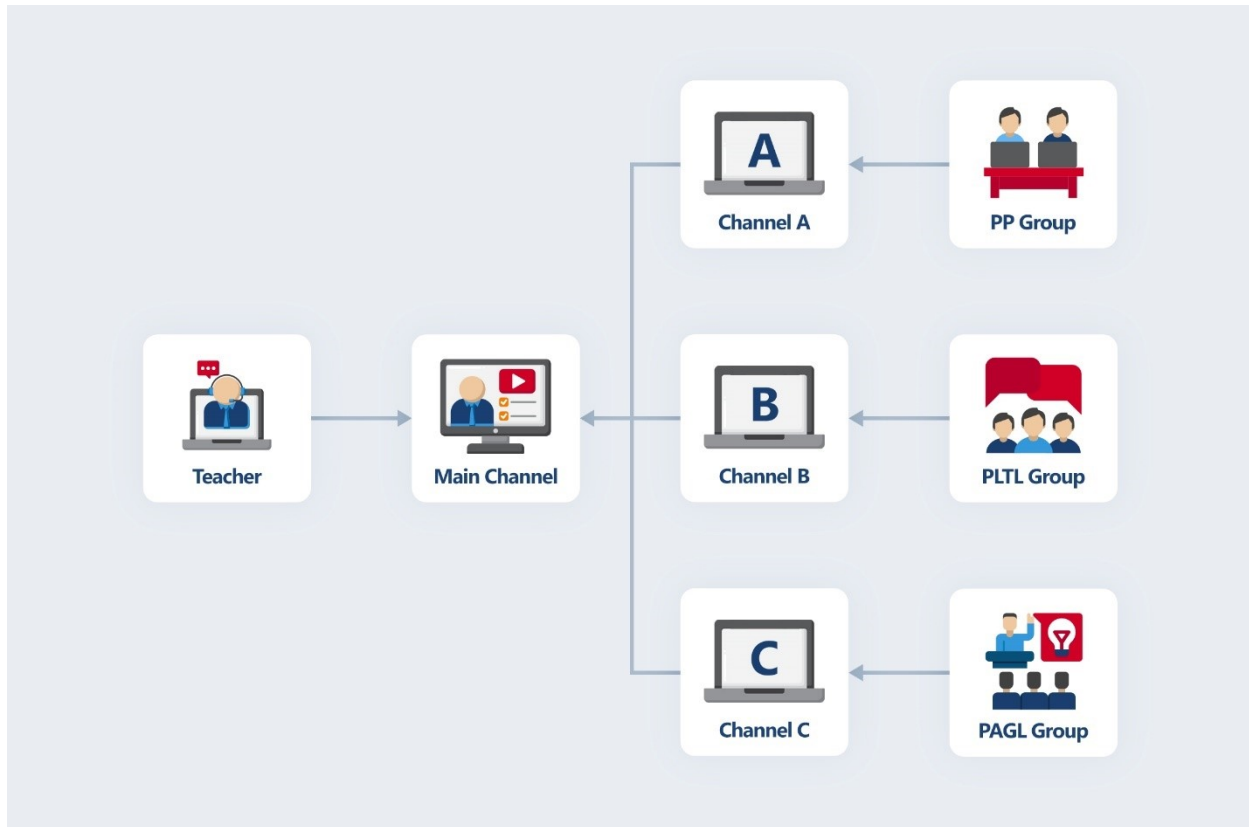 A
Channel A
PP Group
Teacher
Main Channel
B
Channel B
PLTL Group
C
Channel C
PAGL Group